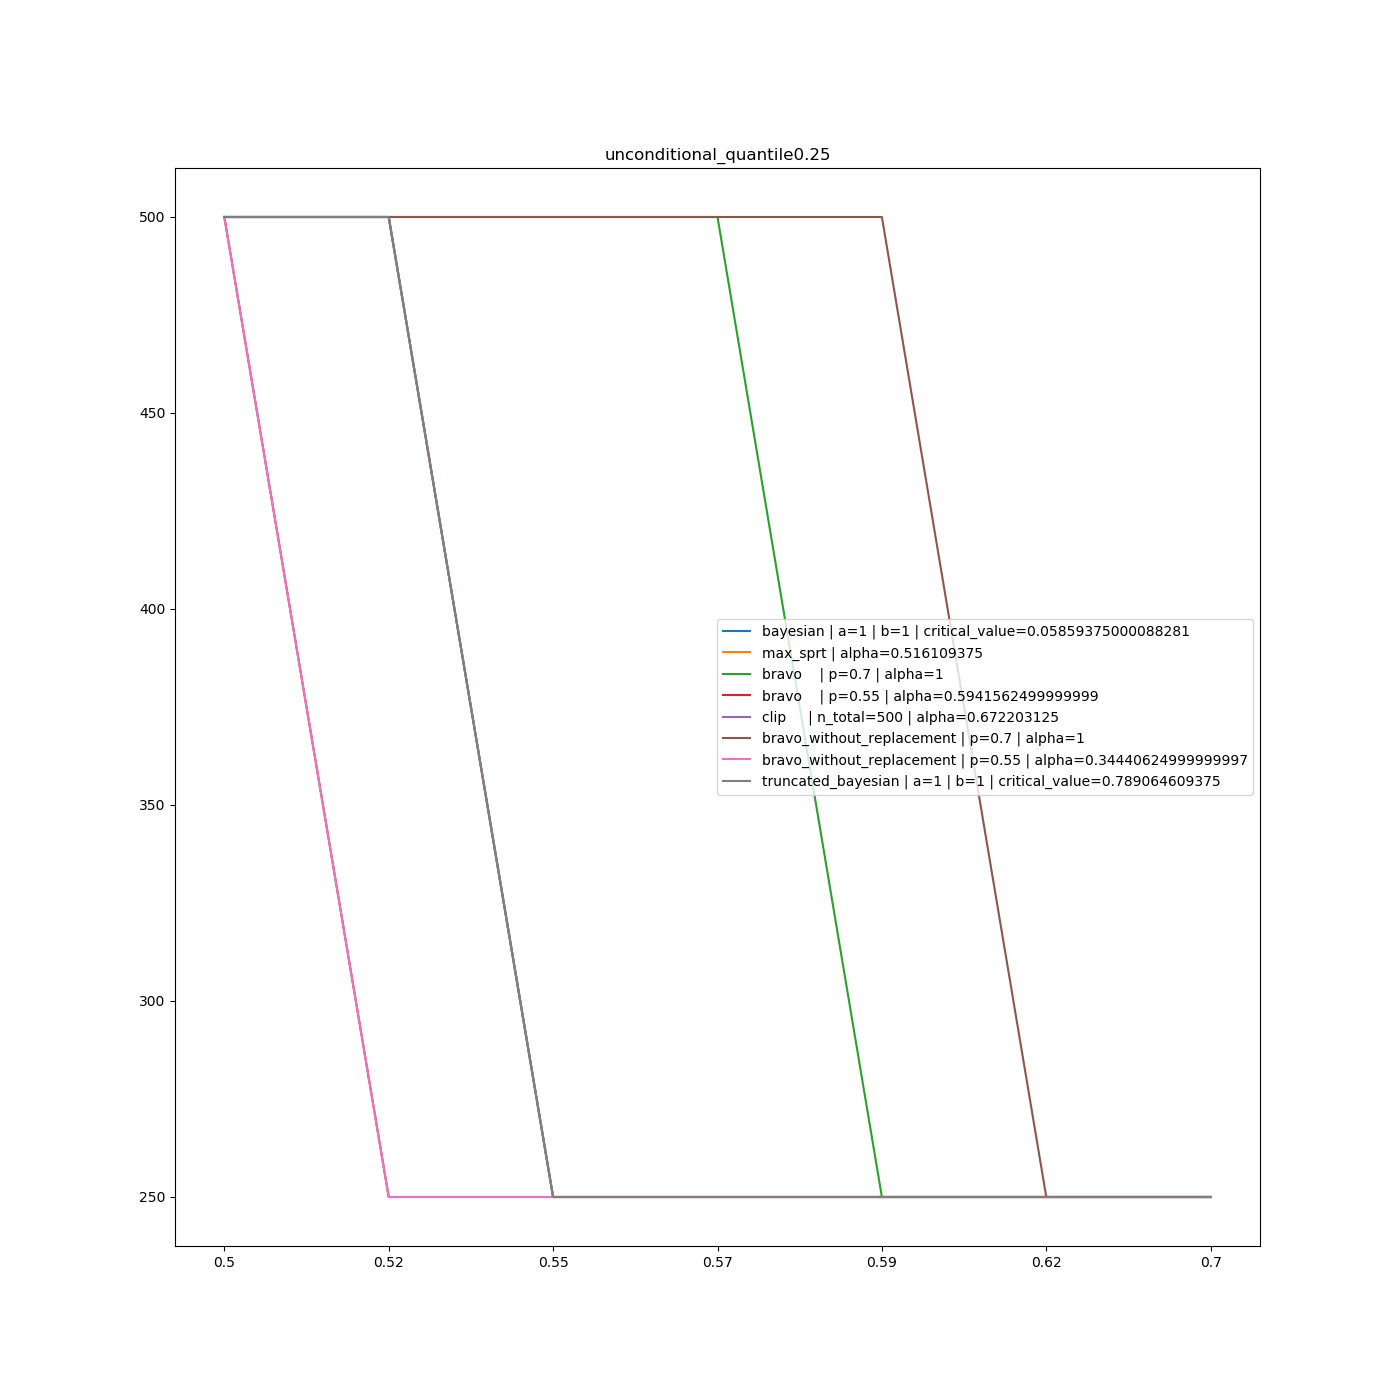 unconditional_quantile0.25
500
450
400
350
300
250
bayesian | a=1 | b=1 | critical_value=0.05859375000088281
max_sprt | alpha=0.516109375
bravo    | p=0.7 | alpha=1
bravo    | p=0.55 | alpha=0.5941562499999999
clip     | n_total=500 | alpha=0.672203125
bravo_without_replacement | p=0.7 | alpha=1
bravo_without_replacement | p=0.55 | alpha=0.34440624999999997
truncated_bayesian | a=1 | b=1 | critical_value=0.789064609375
0.5 0.52 0.55 0.57 0.59 0.62 0.7